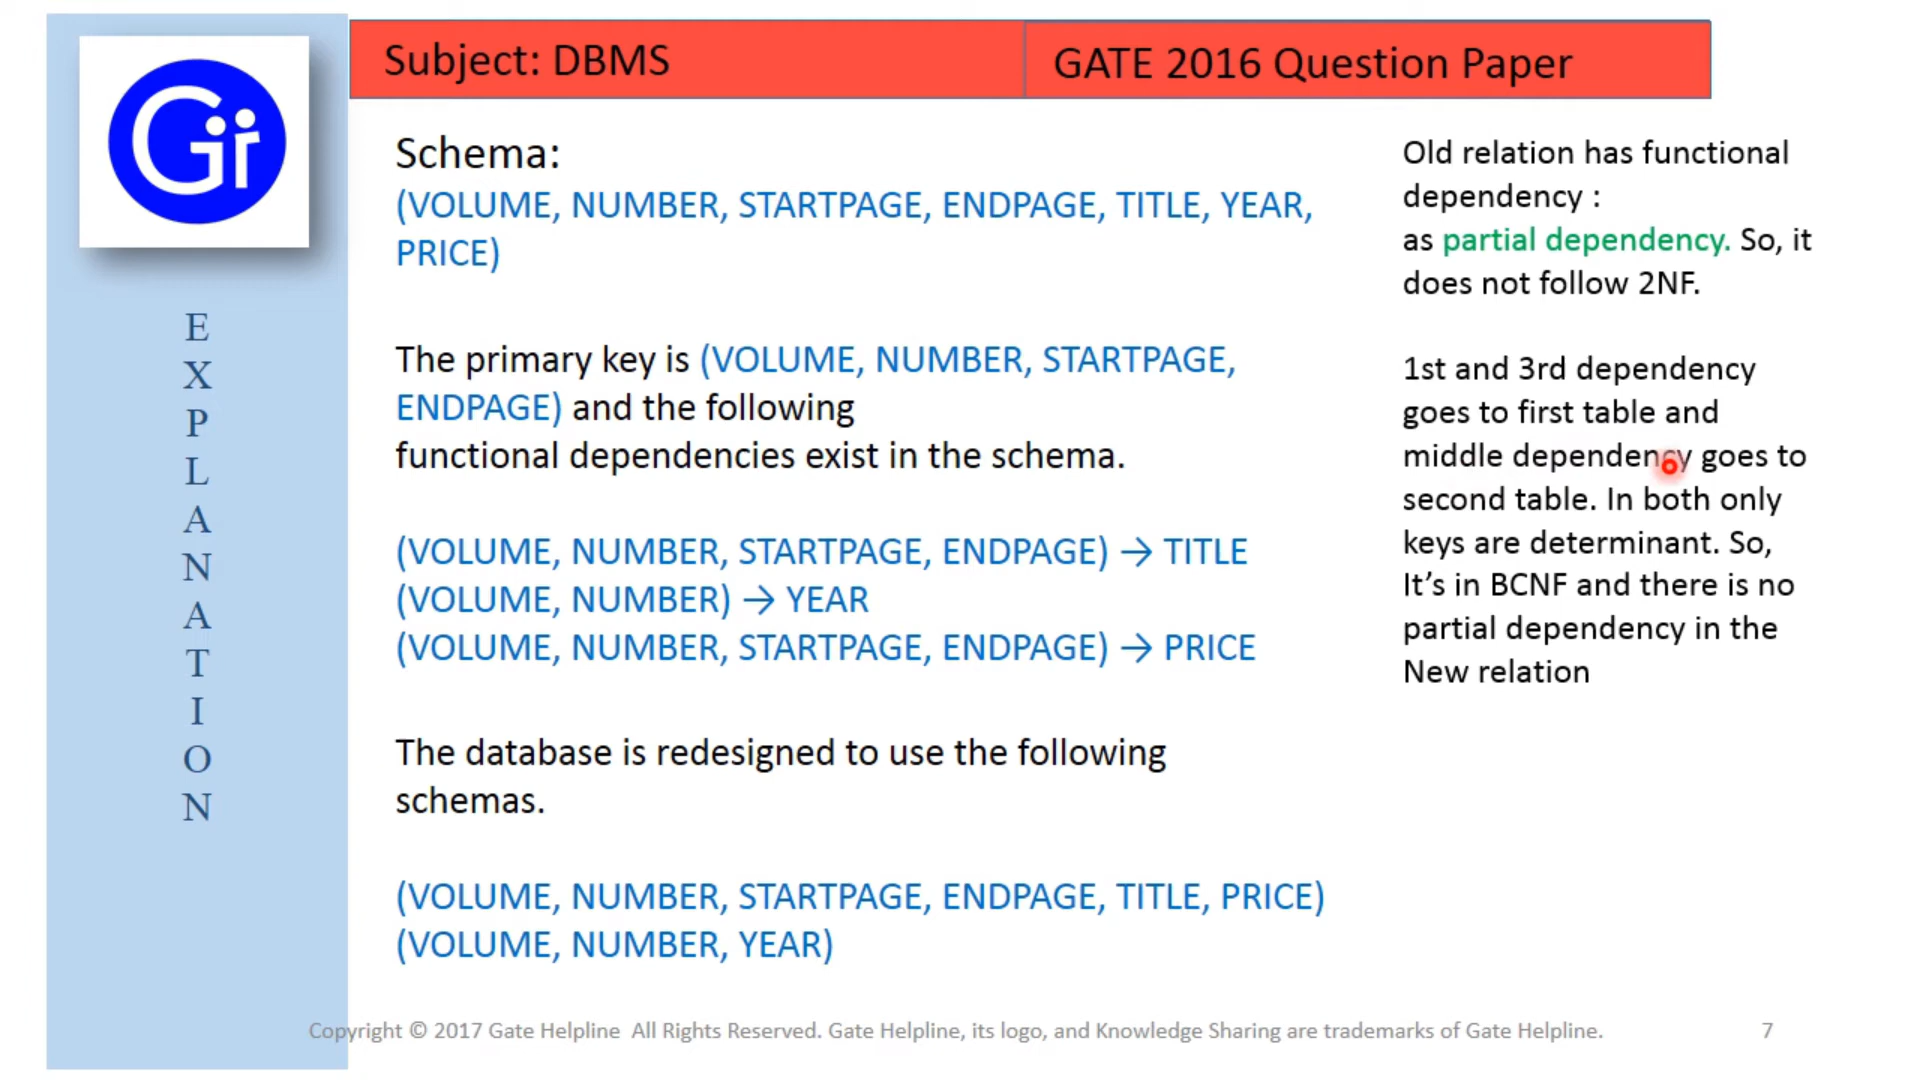 Gi
Subject: DBMS
GATE 2016 Question Paper
EXPLANATION
Schema:
(VOLUME, NUMBER, STARTPAGE, ENDPAGE, TITLE, YEAR,
PRICE)
The primary key is (VOLUME, NUMBER, STARTPAGE,
ENDPAGE) and the following
functional dependencies exist in the schema.
(VOLUME, NUMBER, STARTPAGE, ENDPAGE) → TITLE
(VOLUME, NUMBER) → YEAR
(VOLUME, NUMBER, STARTPAGE, ENDPAGE) → PRICE
The database is redesigned to use the following
schemas.
(VOLUME, NUMBER, STARTPAGE, ENDPAGE, TITLE, PRICE)
(VOLUME, NUMBER, YEAR)
Old relation has functional
dependency :
as partial dependency. So, it
does not follow 2NF.
1st and 3rd dependency
goes to first table and
middle dependency goes to
second table. In both only
keys are determinant. So,
It’s in BCNF and there is no
partial dependency in the
New relation
Copyright © 2017 Gate Helpline All Rights Reserved. Gate Helpline, its logo, and Knowledge Sharing are trademarks of Gate Helpline.
7